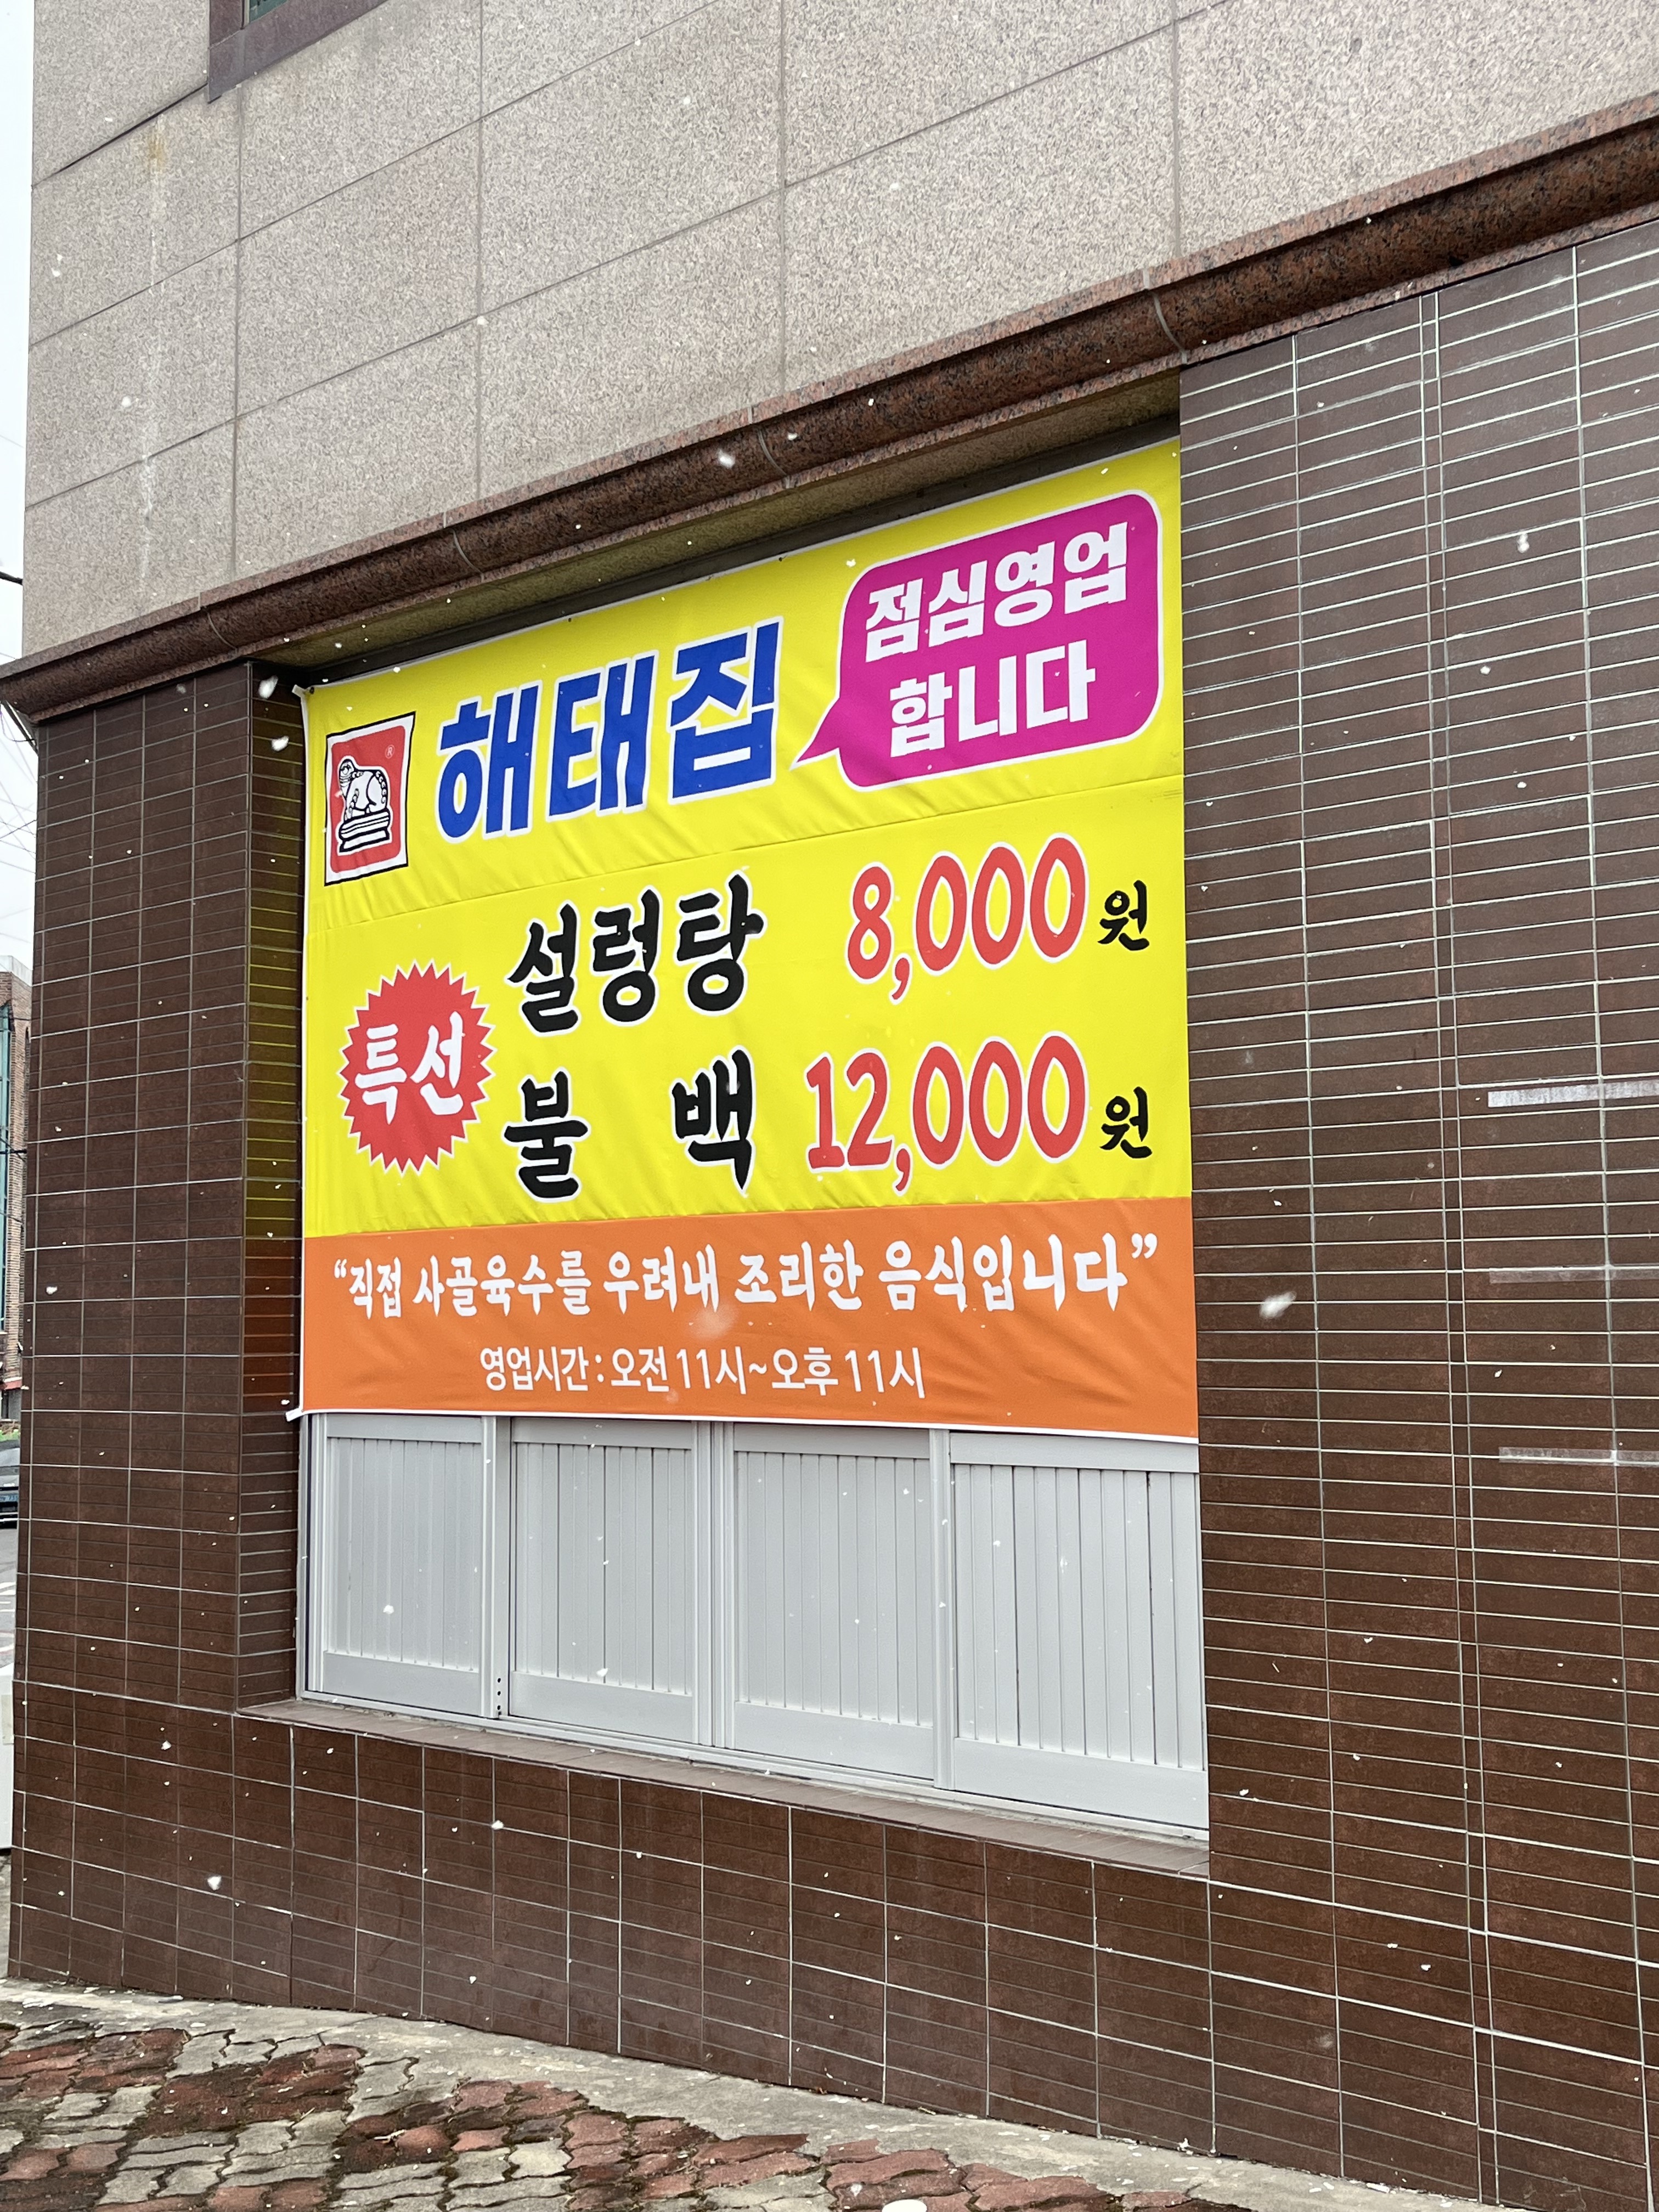 해태집
점심영업
합니다
®
특선
설렁탕 8,000원
불 백 12,000원
“직접 사골육수를 우려내 조리한 음식입니다”
영업시간 : 오전 11시~오후 11시